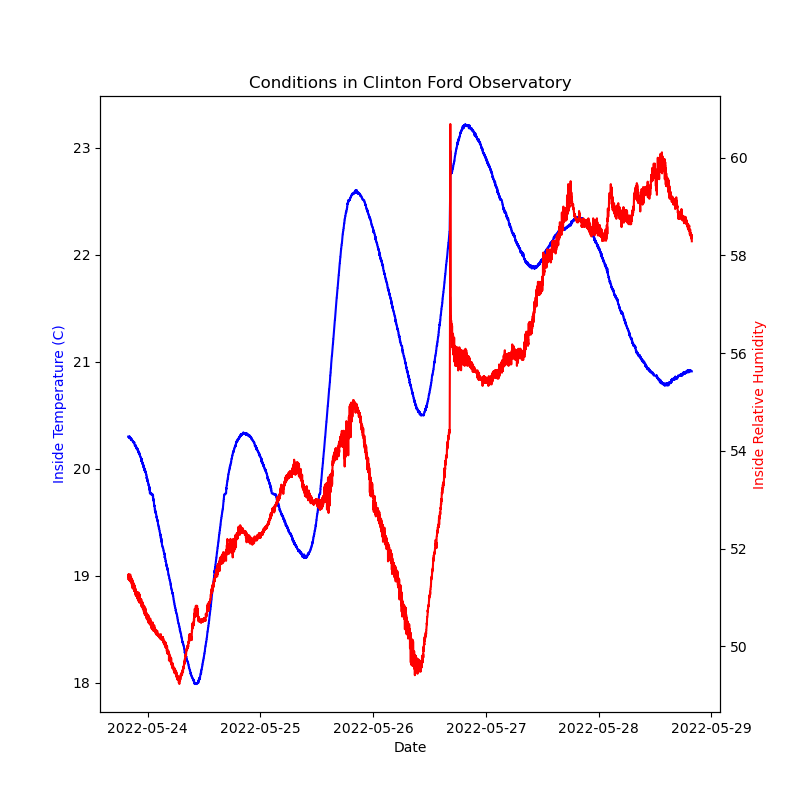 Conditions in Clinton Ford Observatory
23
22
21
20
19
18
Inside Temperature (C)
60
58
56
54
52
50
Inside Relative Humidity
2022-05-24 2022-05-25 2022-05-26 2022-05-27 2022-05-28 2022-05-29
Date